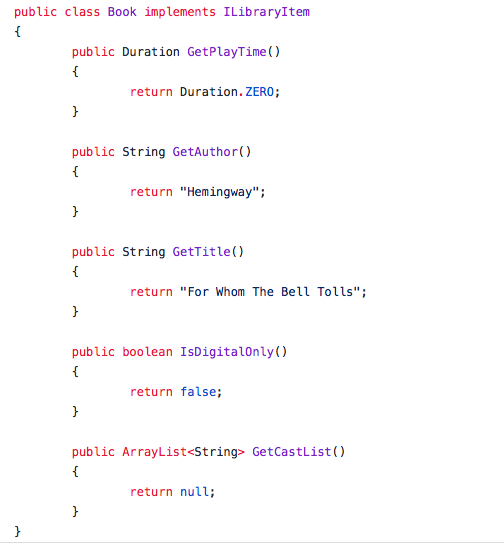 public class Book implements ILibraryItem
{
public Duration GetPlayTime()
{
return Duration.ZERO;
}
public String GetAuthor()
{
return "Hemingway";
}
public String GetTitle()
{
return "For Whom The Bell Tolls";
}
public boolean IsDigitalOnly()
{
return false;
}
public ArrayList<String> GetCastList()
{
return null;
}
}